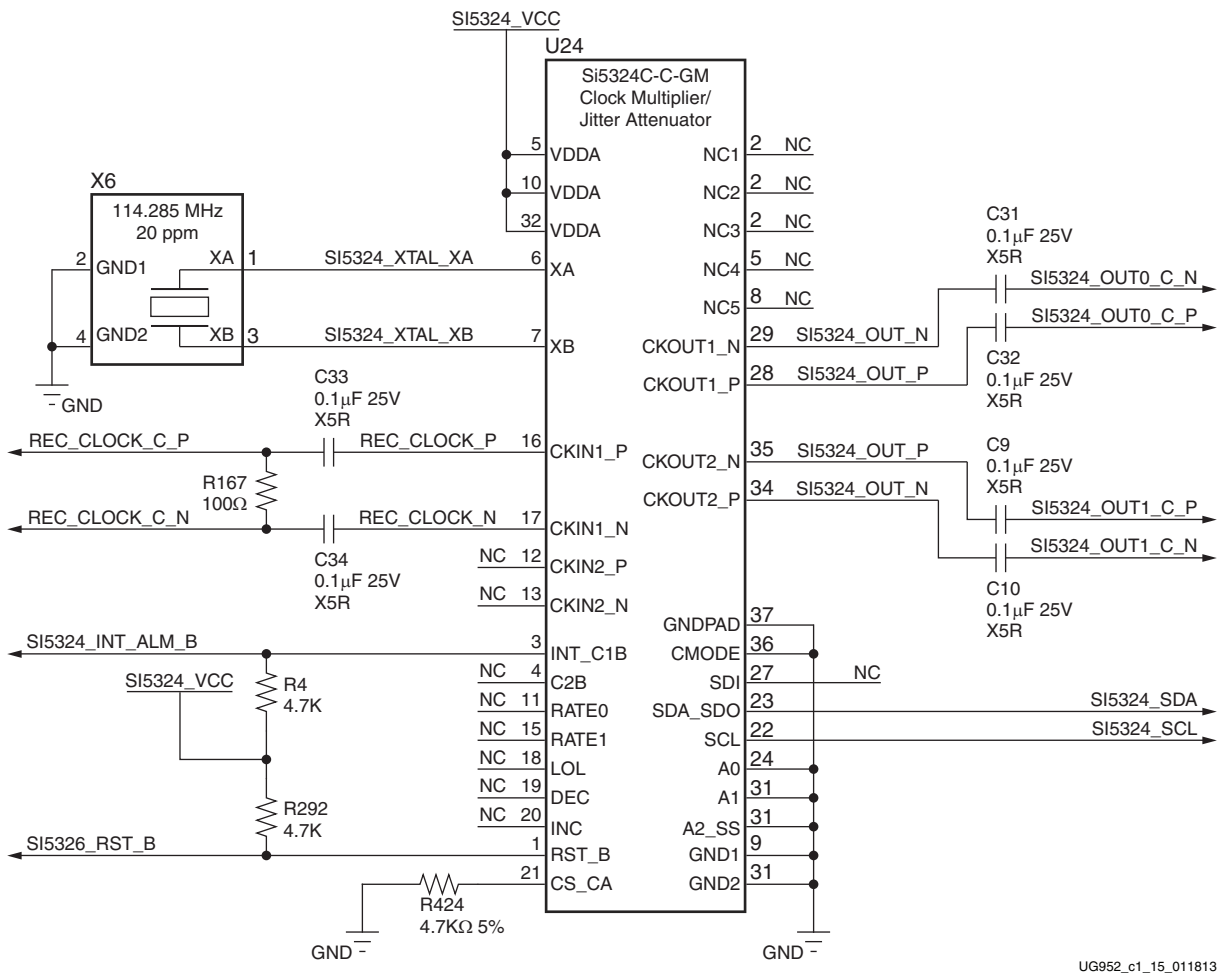 SI5324_VCC
U24
Si5324C-C-GM
Clock Multiplier/
Jitter Attenuator
5 VDDA
10 VDDA
32 VDDA
6 XA
7 XB
16 CKIN1_P
17 CKIN1_N
NC 12 CKIN2_P
NC 13 CKIN2_N
3 INT_C1B
NC 4 C2B
NC 11 RATE0
NC 15 RATE1
NC 18 LOL
NC 19 DEC
NC 20 INC
1 RST_B
21 CS_CA
NC1 2 NC
NC2 2 NC
NC3 2 NC
NC4 5 NC
NC5 8 NC
CKOUT1_N 29 SI5324_OUT_N
CKOUT1_P 28 SI5324_OUT_P
CKOUT2_N 35 SI5324_OUT_P
CKOUT2_P 34 SI5324_OUT_N
GNDPAD 37
CMODE 36
SDI 27 NC
SDA_SDO 23 SI5324_SDA
SCL 22 SI5324_SCL
A0 24
A1 31
A2_SS 31
GND1 9
GND2 31
GND
X6
114.285 MHz
20 ppm
2 GND1
4 GND2
XA 1 SI5324_XTAL_XA
XB 3 SI5324_XTAL_XB
GND
C33
0.1µF 25V
X5R
REC_CLOCK_C_P
REC_CLOCK_P
R167
100Ω
REC_CLOCK_C_N
REC_CLOCK_N
C34
0.1µF 25V
X5R
SI5324_INT_ALM_B
SI5324_VCC
R4
4.7K
R292
4.7K
SI5326_RST_B
R424
4.7KΩ 5%
GND
C31
0.1µF 25V
X5R
SI5324_OUT0_C_N
SI5324_OUT0_C_P
C32
0.1µF 25V
X5R
C9
0.1µF 25V
X5R
SI5324_OUT1_C_P
SI5324_OUT1_C_N
C10
0.1µF 25V
X5R
UG952_c1_15_011813